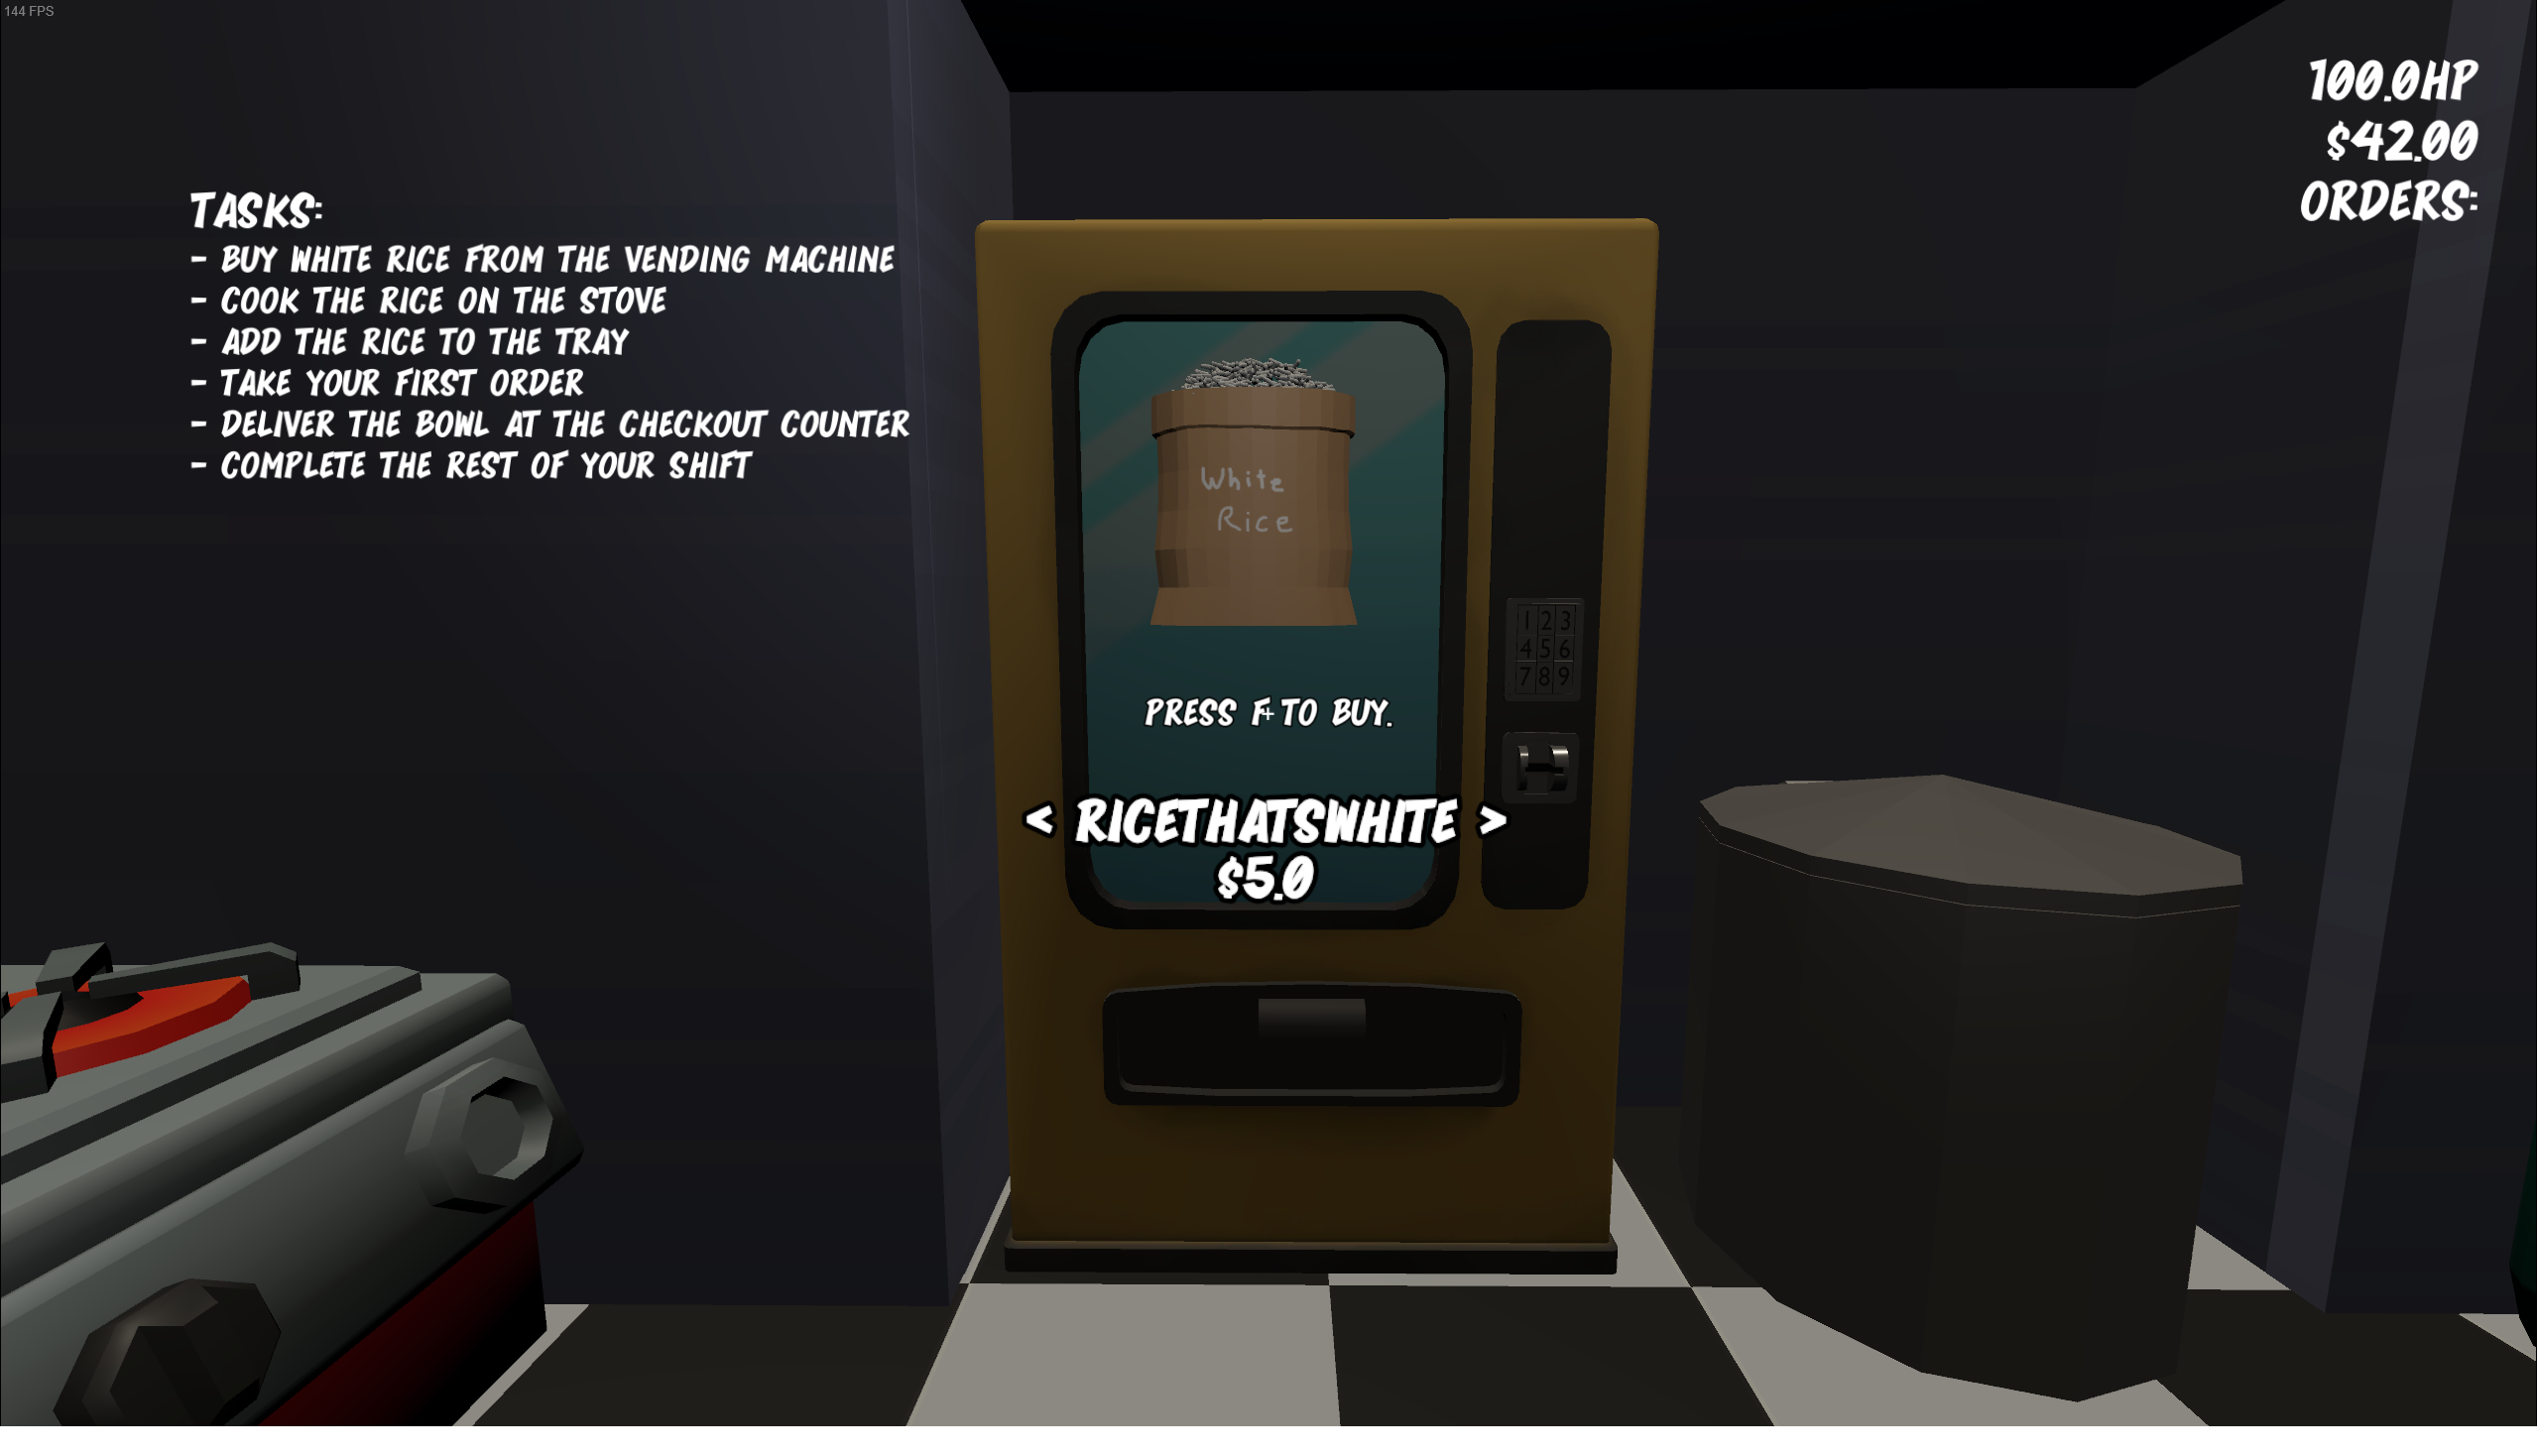 144 FPS
100.0HP
$42.00
ORDERS:
TASKS:
- BUY WHITE RICE FROM THE VENDING MACHINE
- COOK THE RICE ON THE STOVE
- ADD THE RICE TO THE TRAY
- TAKE YOUR FIRST ORDER
- DELIVER THE BOWL AT THE CHECKOUT COUNTER
- COMPLETE THE REST OF YOUR SHIFT
White
Rice
1 2 3
4 5 6
7 8 9
PRESS F TO BUY.
< RICETHATSWHITE >
$5.0